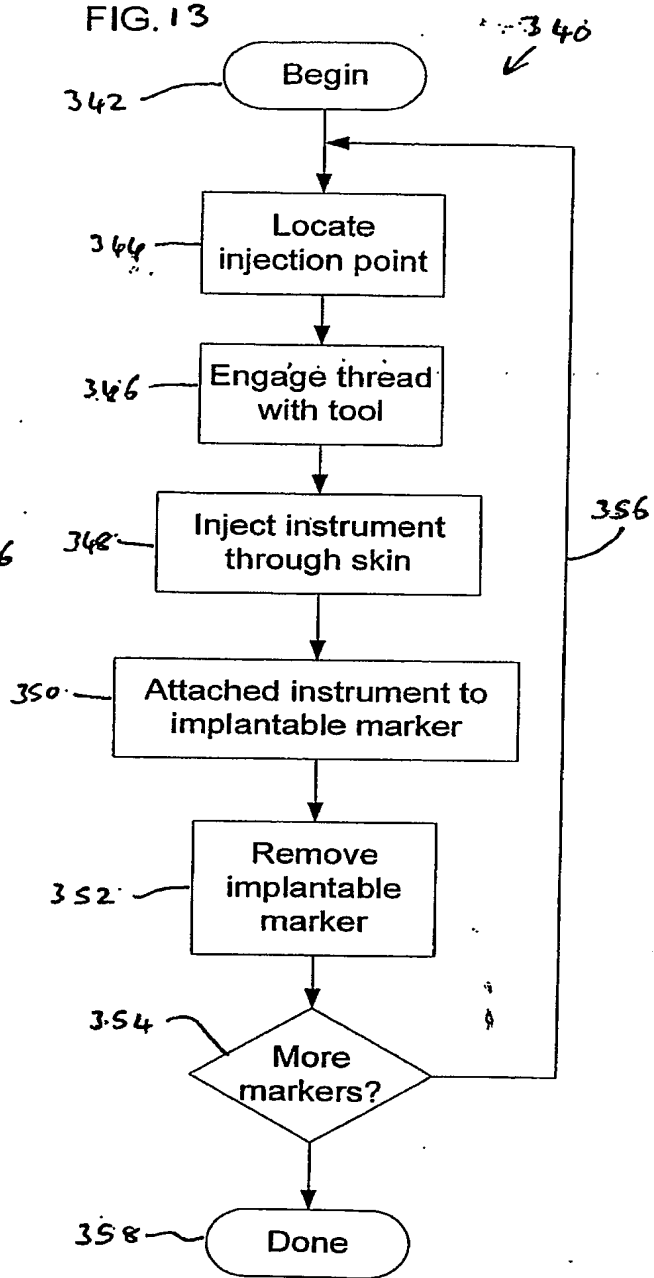 FIG. 13
340
Begin
342
Locate
injection point
344
Engage thread
with tool
346
Inject instrument
through skin
348
6
356
Attached instrument to
implantable marker
350
Remove
implantable
marker
352
More
markers?
354
Done
358